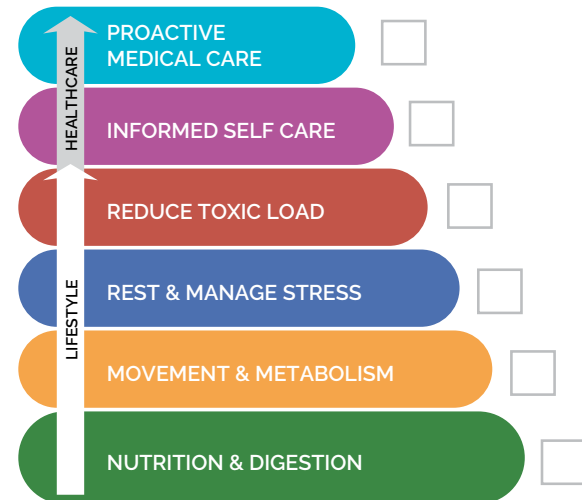 PROACTIVE
MEDICAL CARE
HEALTHCARE
INFORMED SELF CARE
REDUCE TOXIC LOAD
REST & MANAGE STRESS
LIFESTYLE
MOVEMENT & METABOLISM
NUTRITION & DIGESTION